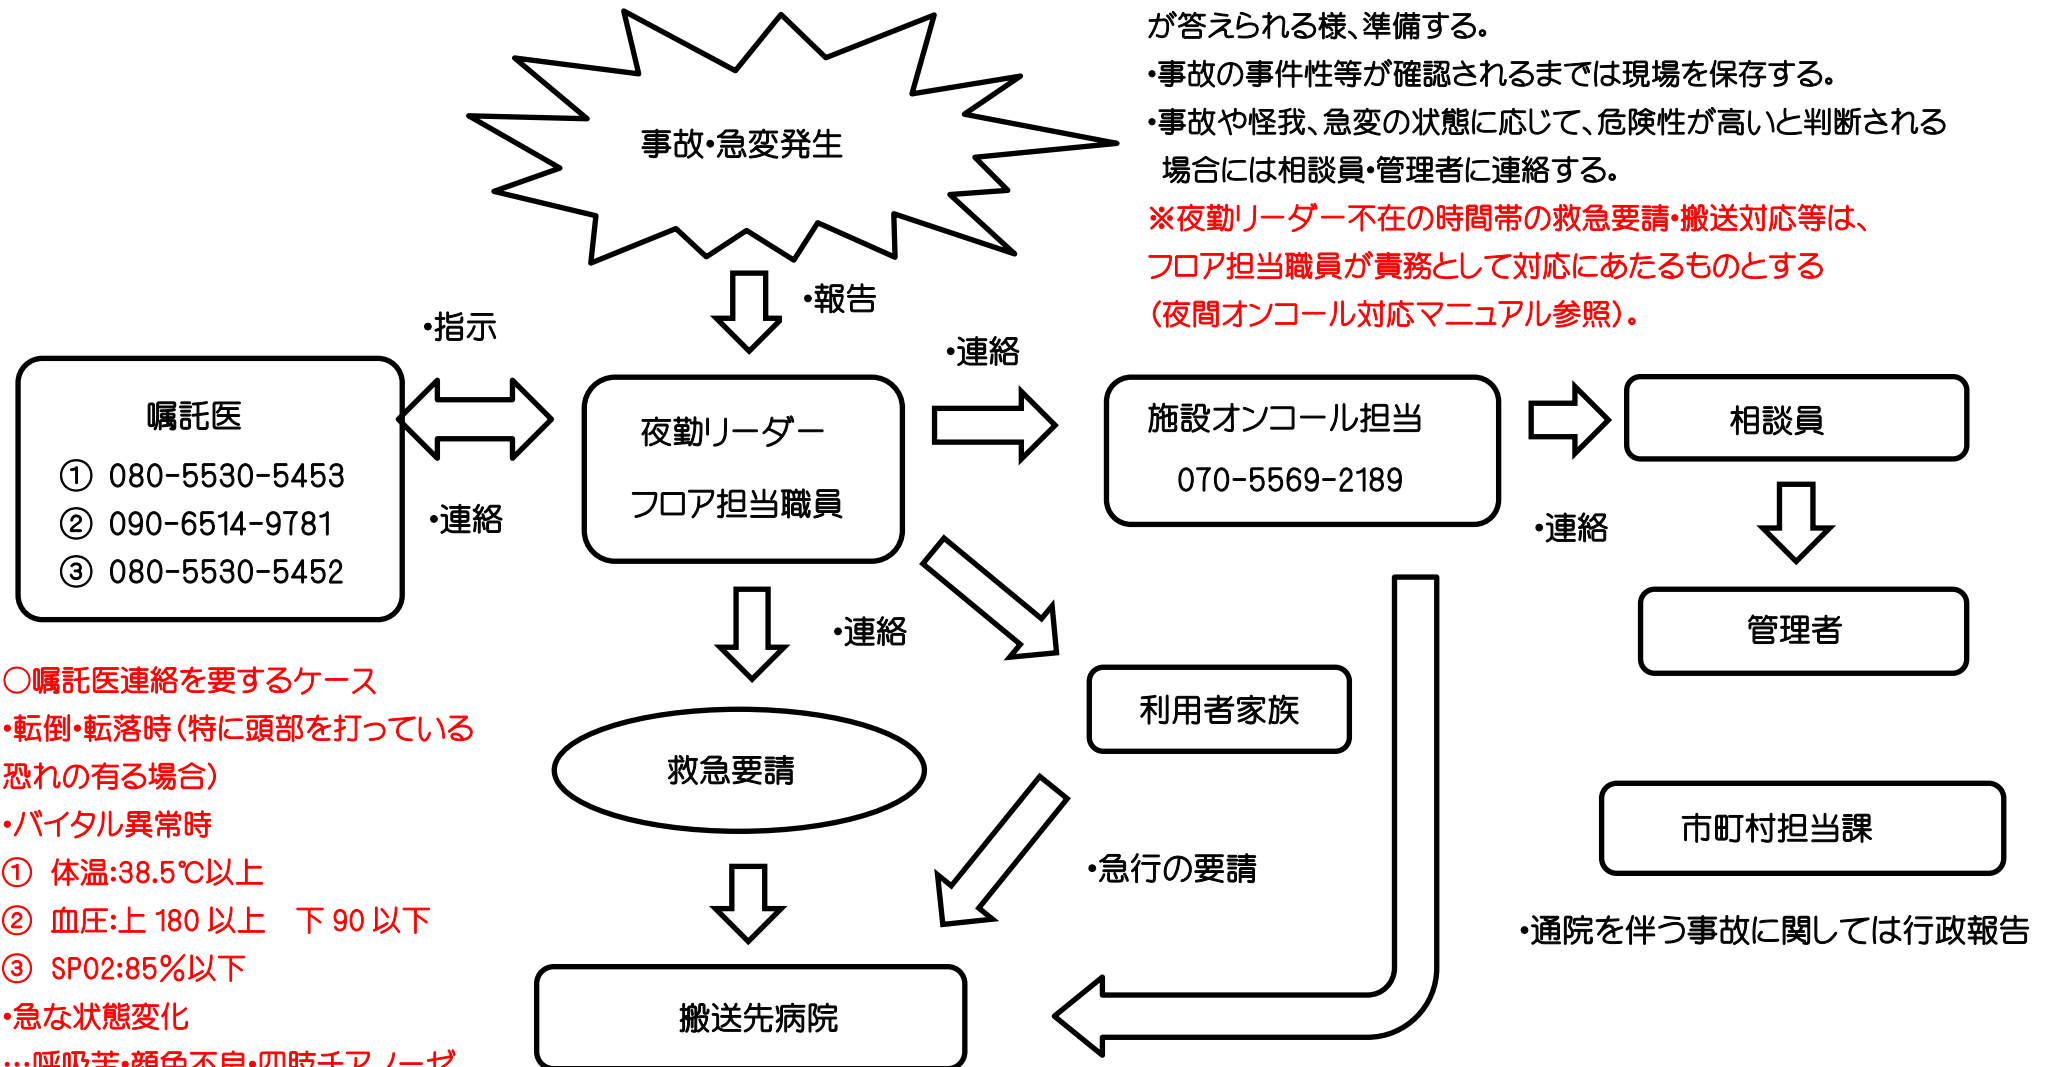 が答えられる様、準備する。
・事故の事件性等が確認されるまでは現場を保存する。
・事故や怪我、急変の状態に応じて、危険性が高いと判断される
場合には相談員・管理者に連絡する。
※夜勤リーダー不在の時間帯の救急要請・搬送対応等は、
フロア担当職員が責務として対応にあたるものとする
（夜間オンコール対応マニュアル参照）。
事故・急変発生
・報告
・指示
・連絡
嘱託医
① 080-5530-5453
② 090-6514-9781
③ 080-5530-5452
・連絡
夜勤リーダー
フロア担当職員
施設オンコール担当
070-5569-2189
相談員
・連絡
管理者
・連絡
利用者家族
救急要請
・急行の要請
市町村担当課
・通院を伴う事故に関しては行政報告
搬送先病院
○嘱託医連絡を要するケース
・転倒・転落時（特に頭部を打っている
恐れの有る場合）
・バイタル異常時
① 体温:38.5℃以上
② 血圧:上 180 以上　下 90 以下
③ SPO2:85％以下
・急な状態変化
…呼吸苦・顔色不良・四時チアノーゼ